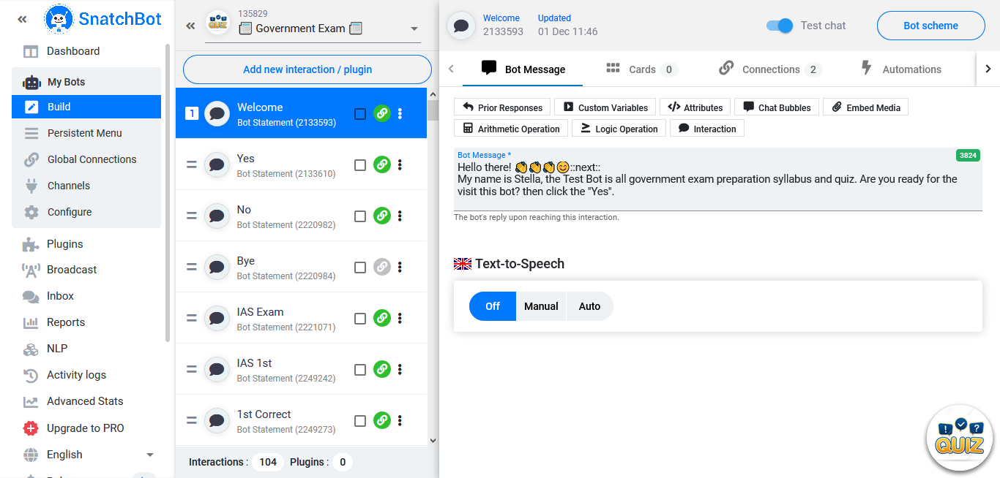 SnatchBot
Dashboard
My Bots
Build
Persistent Menu
Global Connections
Channels
Configure
Plugins
Broadcast
Inbox
Reports
NLP
Activity logs
Advanced Stats
Upgrade to PRO
English
QUIZ
135829
Government Exam
Add new interaction / plugin
1
Welcome
Bot Statement (2133593)
Yes
Bot Statement (2133610)
No
Bot Statement (2220982)
Bye
Bot Statement (2220984)
IAS Exam
Bot Statement (2221071)
IAS 1st
Bot Statement (2249242)
1st Correct
Bot Statement (2249273)
Interactions : 104 Plugins : 0
Welcome Updated
2133593 01 Dec 11:46
Test chat
Bot scheme
Bot Message Cards 0 Connections 2 Automations
Prior Responses Custom Variables Attributes Chat Bubbles Embed Media
Arithmetic Operation Logic Operation Interaction
Bot Message *
3824
Hello there! 👏👏👏😊::next::
My name is Stella, the Test Bot is all government exam preparation syllabus and quiz. Are you ready for the
visit this bot? then click the "Yes".
The bot's reply upon reaching this interaction.
Text-to-Speech
Off Manual Auto
! ?
QUIZ